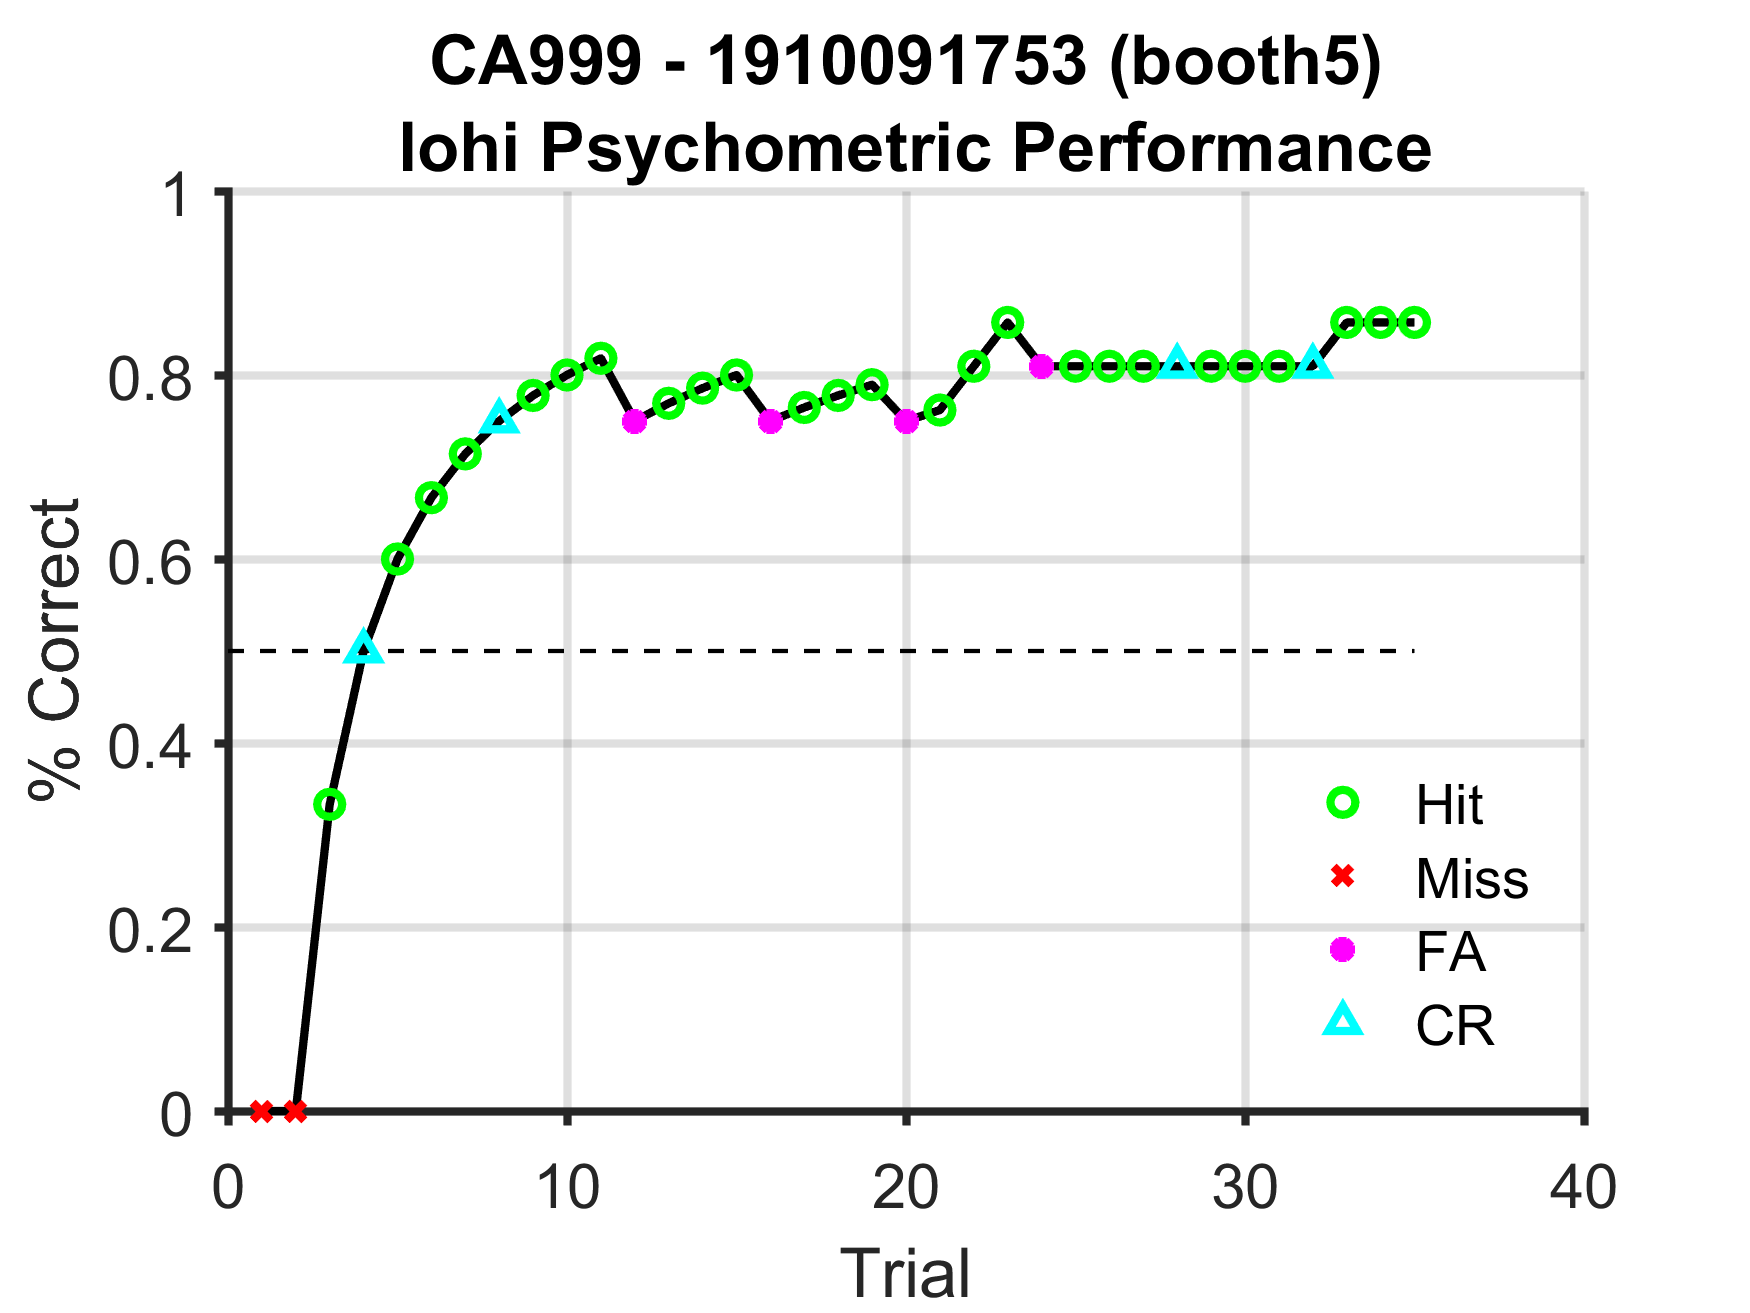 CA999 - 1910091753 (booth5)
lohi Psychometric Performance
% Correct
1
0.8
0.6
0.4
0.2
0
0 10 20 30 40
Trial
Hit
Miss
FA
CR